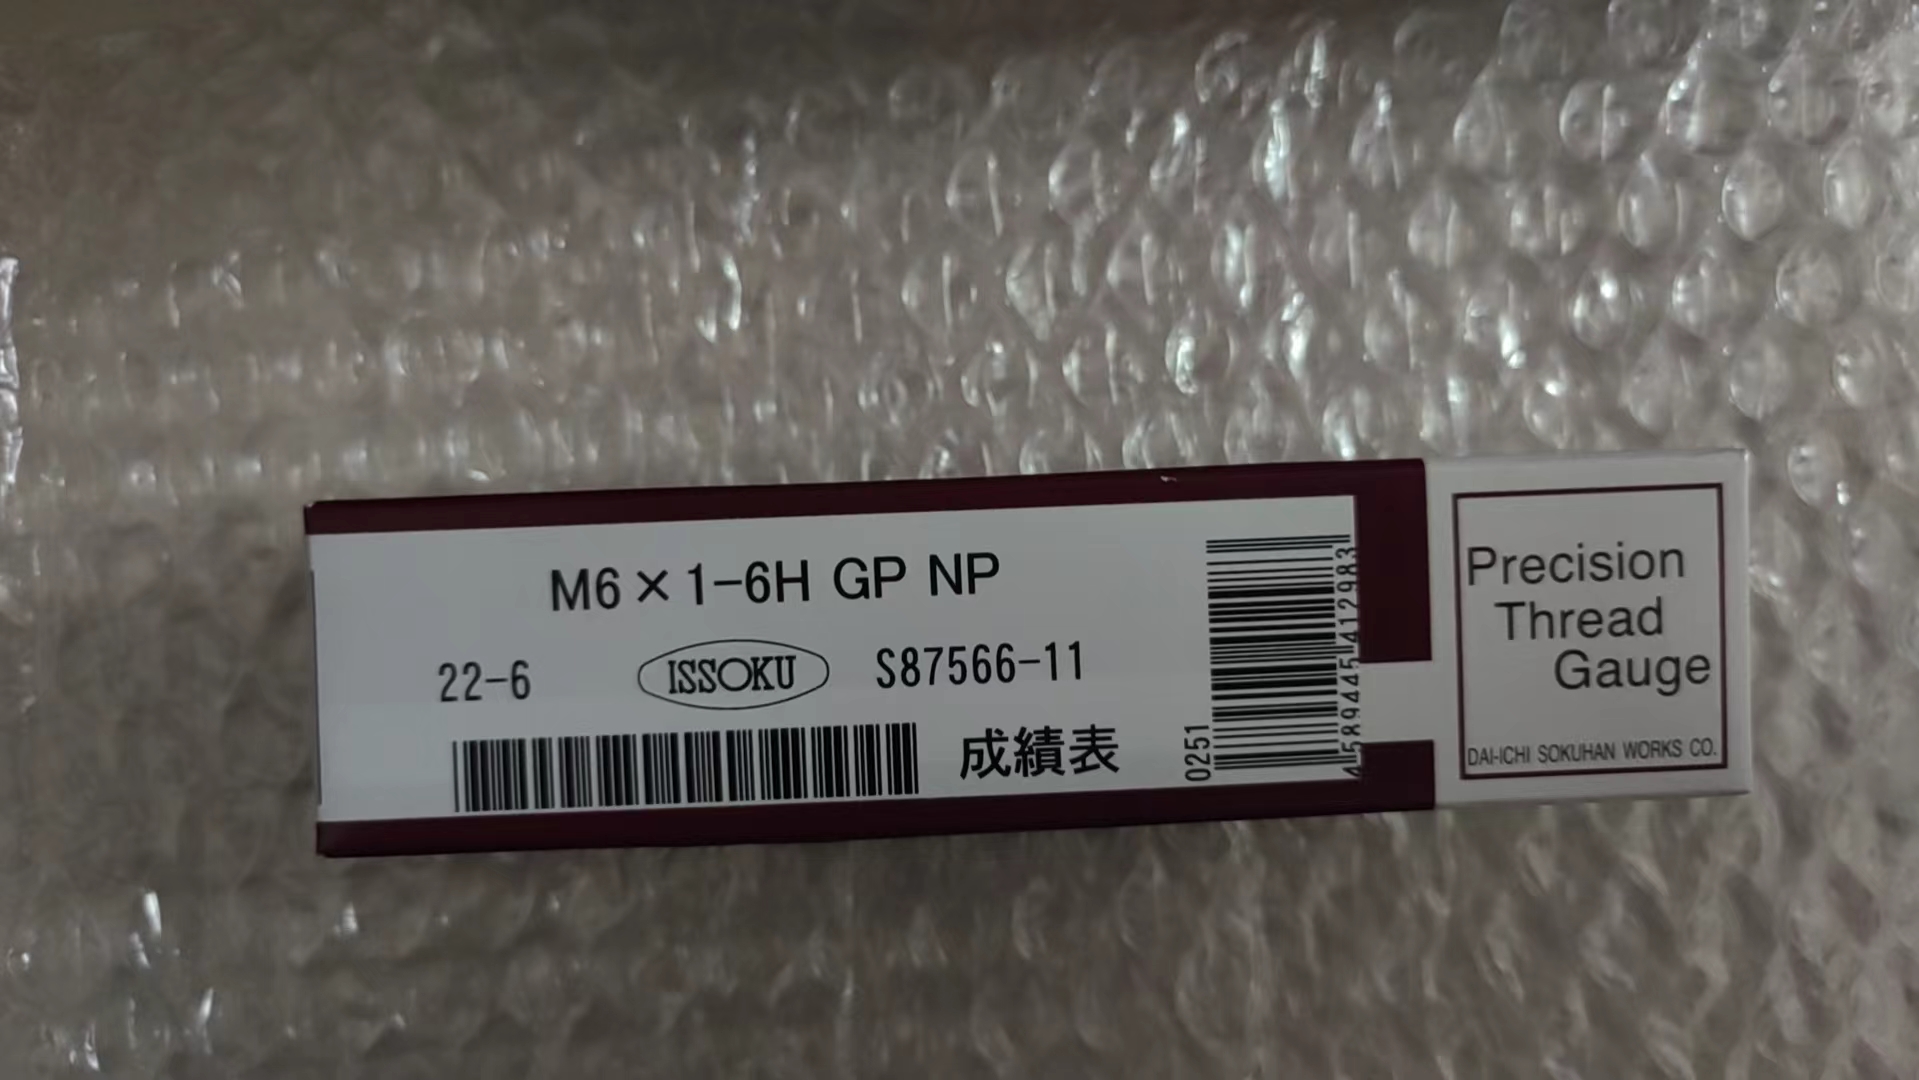 M6×1-6H GP NP
22-6
ISSOKU
S87566-11
成績表
0251
4589445412983
Precision
Thread
Gauge
DAI-ICHI SOKUHAN WORKS CO.